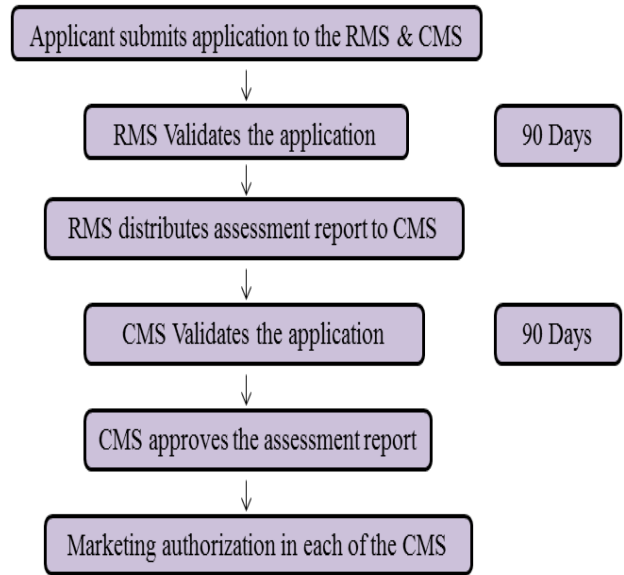 Applicant submits application to the RMS & CMS
RMS Validates the application
90 Days
RMS distributes assessment report to CMS
CMS Validates the application
90 Days
CMS approves the assessment report
Marketing authorization in each of the CMS